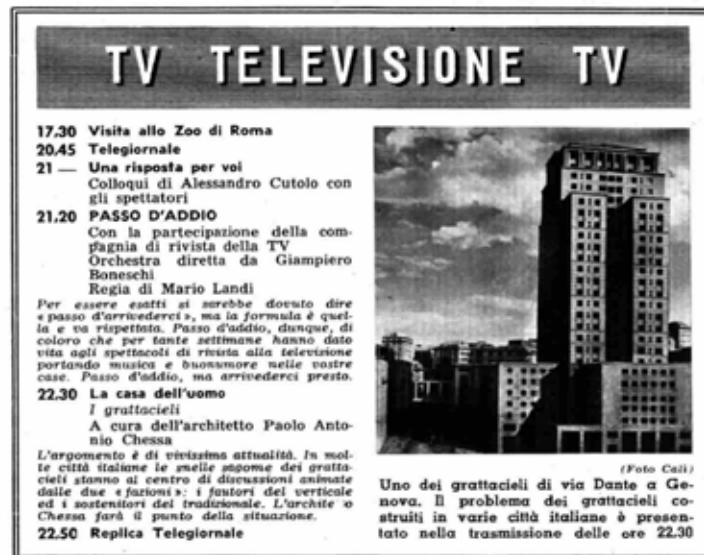 TV TELEVISIONE TV
17,30 Visita allo Zoo di Roma
20,45 Telegiornale
21 — Una risposta per voi
Colloqui di Alessandro Cutolo con
gli spettatori
21,20 PASSO D'ADDIO
Con la partecipazione della com-
pagnia di rivista della TV
Orchestra diretta da Giampiero
Boneschi
Regia di Mario Landi
Per essere esatti si sarebbe dovuto dire
« passo d'arrivederci », ma la formula è quel-
la e va rispettata. Passo d'addio, dunque, di
coloro che per tante settimane hanno dato
vita agli spettacoli di rivista alla televisione
portando musica e buonumore nelle vostre
case. Passo d'addio, ma arrivederci presto.
22,30 La casa dell'uomo
I grattacieli
A cura dell'architetto Paolo Anto-
nio Chessa
L'argomento è di vivissima attualità. In mol-
te città italiane le snelle sagome dei gratta-
cieli stanno al centro di discussioni animate
dalle due « fazioni »: i fautori del verticale
ed i sostenitori del tradizionale. L'archite o
Chessa farà il punto della situazione.
22,50 Replica Telegiornale
(Foto Calì)
Uno dei grattacieli di via Dante a Ge-
nova. Il problema dei grattacieli co-
struiti in varie città italiane è presen-
tato nella trasmissione delle ore 22,30